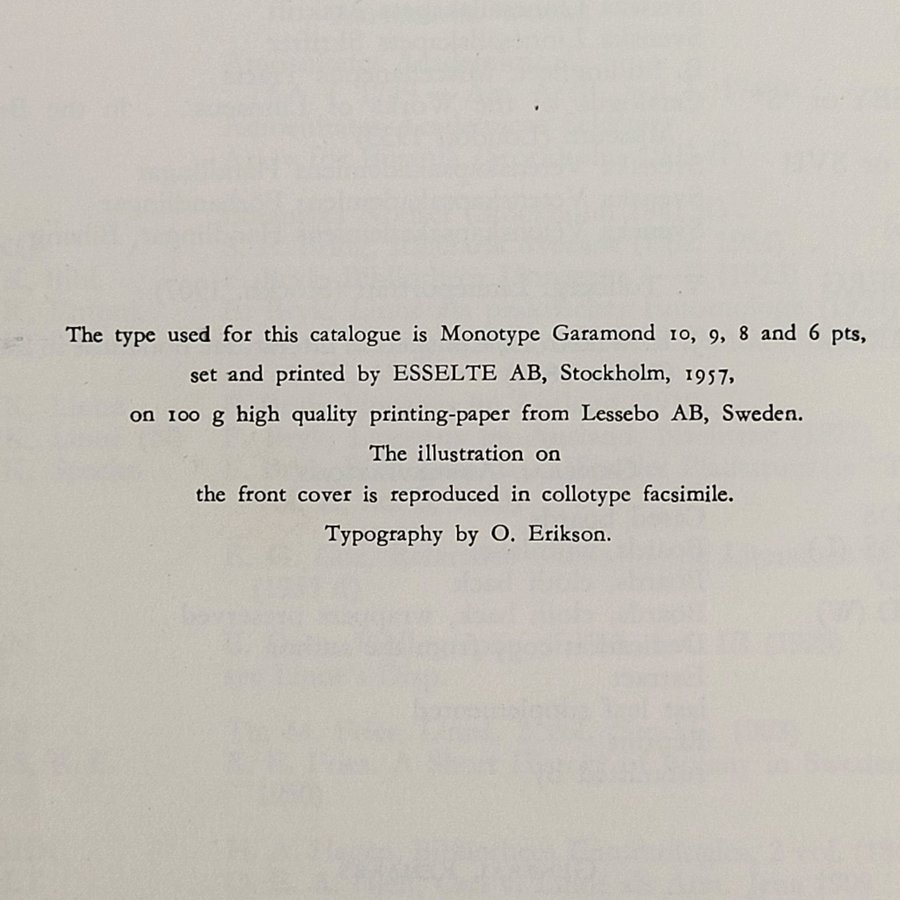 The type used for this catalogue is Monotype Garamond 10, 9, 8 and 6 pts,
set and printed by ESSELTE AB, Stockholm, 1957,
on 100 g high quality printing-paper from Lessebo AB, Sweden.
The illustration on
the front cover is reproduced in collotype facsimile.
Typography by O. Erikson.